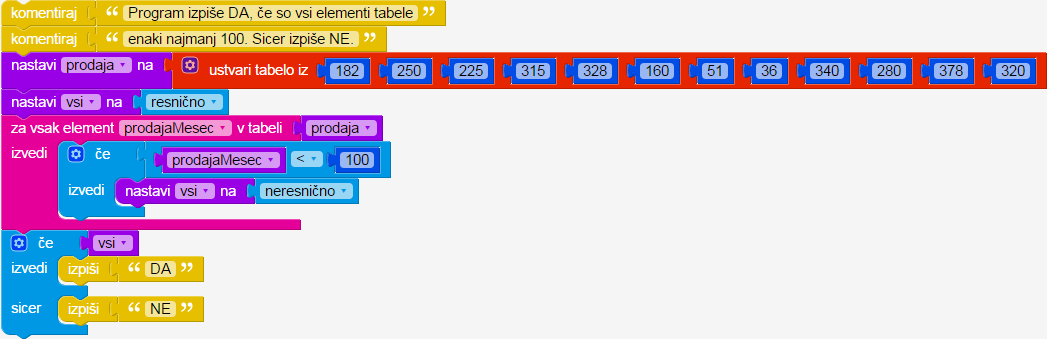 komentiraj “ Program izpiše DA, če so vsi elementi tabele ”
komentiraj “ enaki najmanj 100. Sicer izpiše NE. ”
nastavi prodaja na ustvari tabelo iz 182 250 225 315 328 160 51 36 340 280 378 320
nastavi vsi na resnično
za vsak element prodajaMesec v tabeli prodaja
izvedi če prodajaMesec < 100
izvedi nastavi vsi na neresnično
če vsi
izvedi izpiši “ DA ”
sicer izpiši “ NE ”